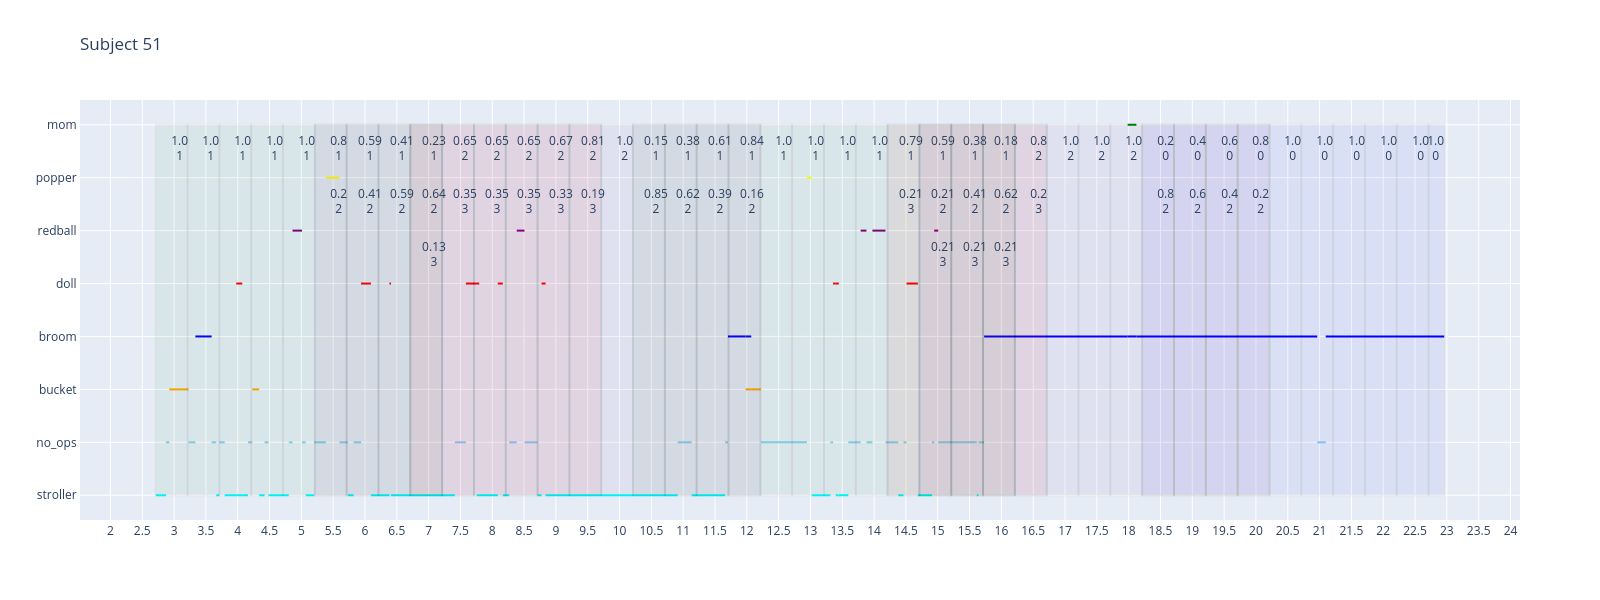 Subject 51
mom
1.0 1.0 1.0 1.0 1.0 0.8 0.59 0.41 0.23 0.65 0.65 0.65 0.67 0.81 1.0 0.15 0.38 0.61 0.84 1.0 1.0 1.0 1.0 0.79 0.59 0.38 0.18 0.8 1.0 1.0 1.0 0.2 0.4 0.6 0.8 1.0 1.0 1.0 1.0 1.0 1.0
1 1 1 1 1 1 1 1 1 2 2 2 2 2 2 1 1 1 1 1 1 1 1 1 1 1 1 2 2 2 2 0 0 0 0 0 0 0 0 0 0
popper
0.2 0.41 0.59 0.64 0.35 0.35 0.35 0.33 0.19 0.85 0.62 0.39 0.16 0.21 0.21 0.41 0.62 0.2 0.8 0.6 0.4 0.2
2 2 2 2 3 3 3 3 3 2 2 2 2 3 2 2 2 3 2 2 2 2
redball
0.13 0.21 0.21 0.21
3 3 3 3
doll
broom
bucket
no_ops
stroller
2 2.5 3 3.5 4 4.5 5 5.5 6 6.5 7 7.5 8 8.5 9 9.5 10 10.5 11 11.5 12 12.5 13 13.5 14 14.5 15 15.5 16 16.5 17 17.5 18 18.5 19 19.5 20 20.5 21 21.5 22 22.5 23 23.5 24